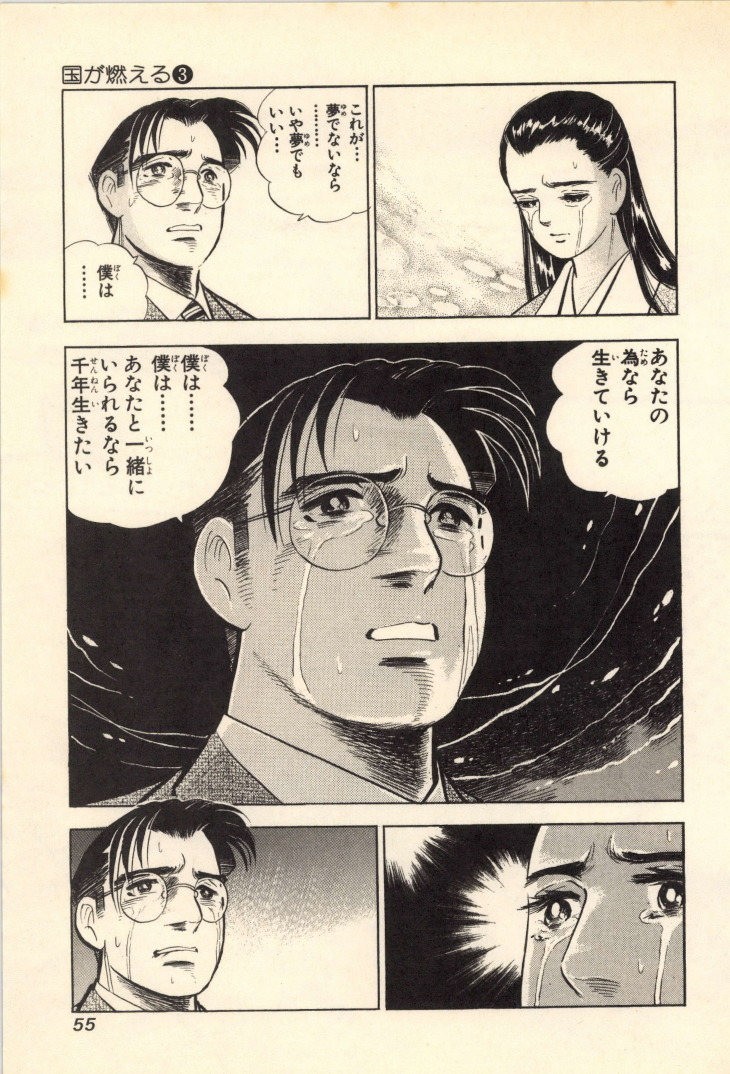 国が燃える❸
これが…
夢でないなら
…………
いや夢でも
いい…
僕は
……
あなたの
為なら
生きていける
僕は………
僕は………
あなたと一緒に
いられるなら
千年生きたい
55